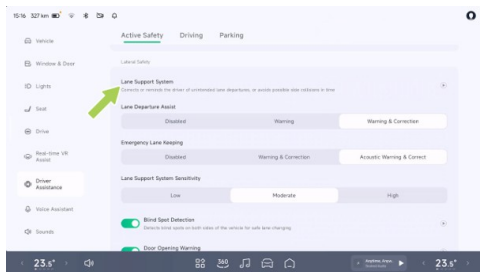 15:16 327 km
Active Safety Driving Parking
Vehicle
Window & Door
Lights
Seat
Drive
Real-time VR
Assist
Driver
Assistance
Voice Assistant
Sounds
Lateral Safety
Lane Support System
Corrects or reminds the driver of unintended lane departures, or avoids possible side collisions in time
Lane Departure Assist
Disabled Warning Warning & Correction
Emergency Lane Keeping
Disabled Warning & Correction Acoustic Warning & Correct
Lane Support System Sensitivity
Low Moderate High
Blind Spot Detection
Detects blind spots on both sides of the vehicle for safe lane changing
Door Opening Warning
23.5° 360 Anytime, Anyw 23.5°